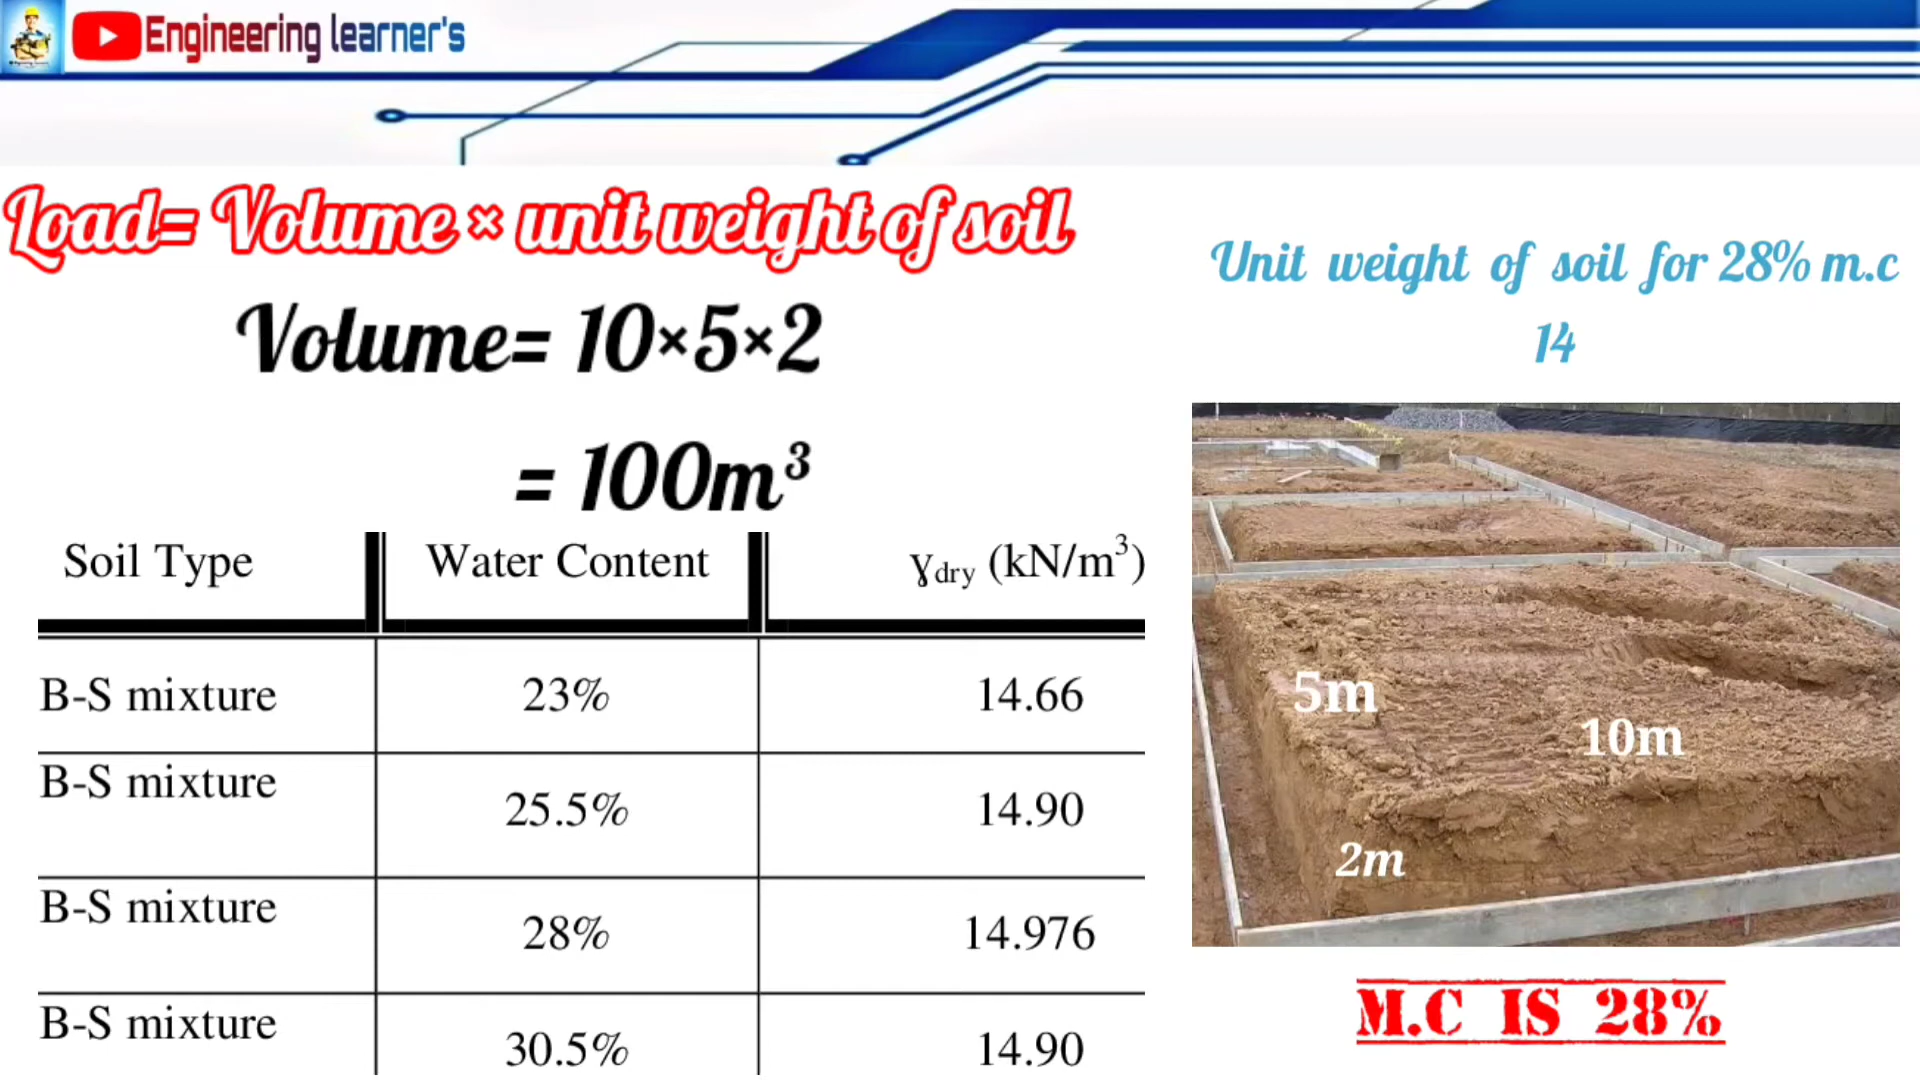 Engineering learner's
Load= Volume × unit weight of soil
Volume= 10×5×2
= 100m³
Unit weight of soil for 28% m.c
14
Soil Type Water Content γdry (kN/m³)
B-S mixture 23% 14.66
B-S mixture 25.5% 14.90
B-S mixture 28% 14.976
B-S mixture 30.5% 14.90
5m
10m
2m
M.C IS 28%